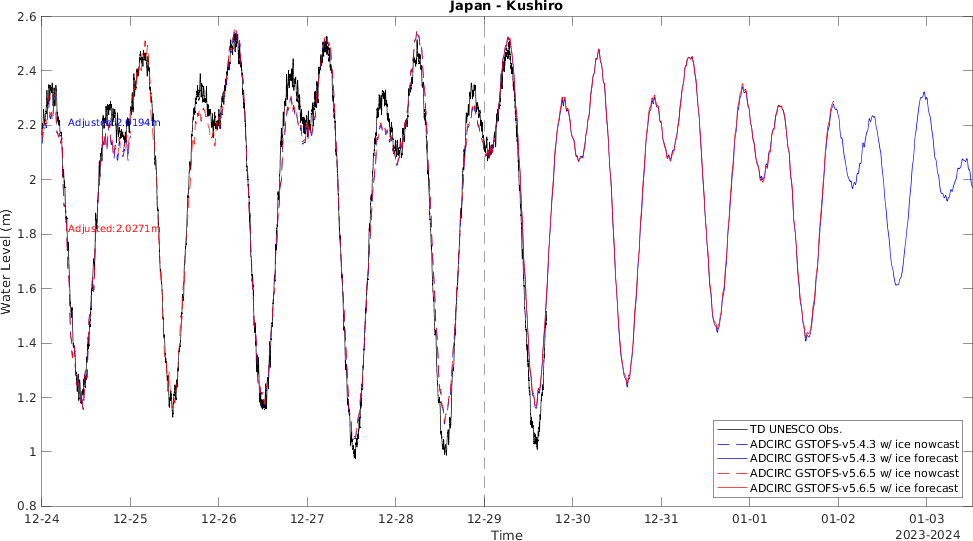 Japan - Kushiro
2.6
2.4
2.2
2
1.8
1.6
1.4
1.2
1
0.8
Water Level (m)
Adjusted:2.0271m
12-24
12-25
12-26
12-27
12-28
12-29
12-30
12-31
01-01
01-02
01-03
Time
2023-2024
TD UNESCO Obs.
ADCIRC GSTOFS-v5.4.3 w/ ice nowcast
ADCIRC GSTOFS-v5.4.3 w/ ice forecast
ADCIRC GSTOFS-v5.6.5 w/ ice nowcast
ADCIRC GSTOFS-v5.6.5 w/ ice forecast